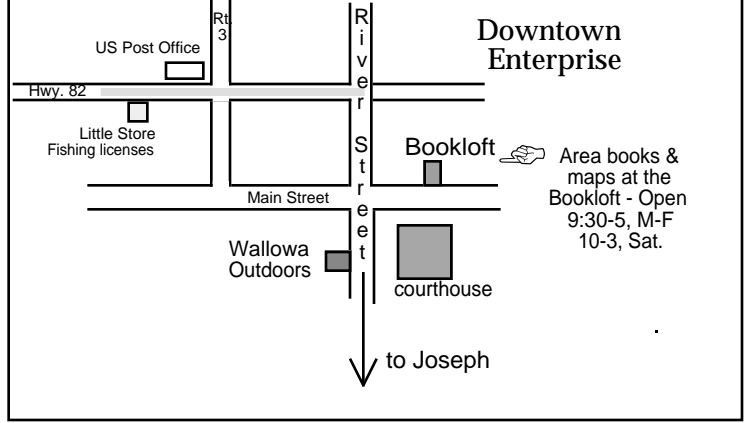 Downtown
Enterprise
Rt.
3
River Street
US Post Office
Hwy. 82
Little Store
Fishing licenses
Bookloft
Area books &
maps at the
Bookloft - Open
9:30-5, M-F
10-3, Sat.
Main Street
Wallowa
Outdoors
courthouse
to Joseph